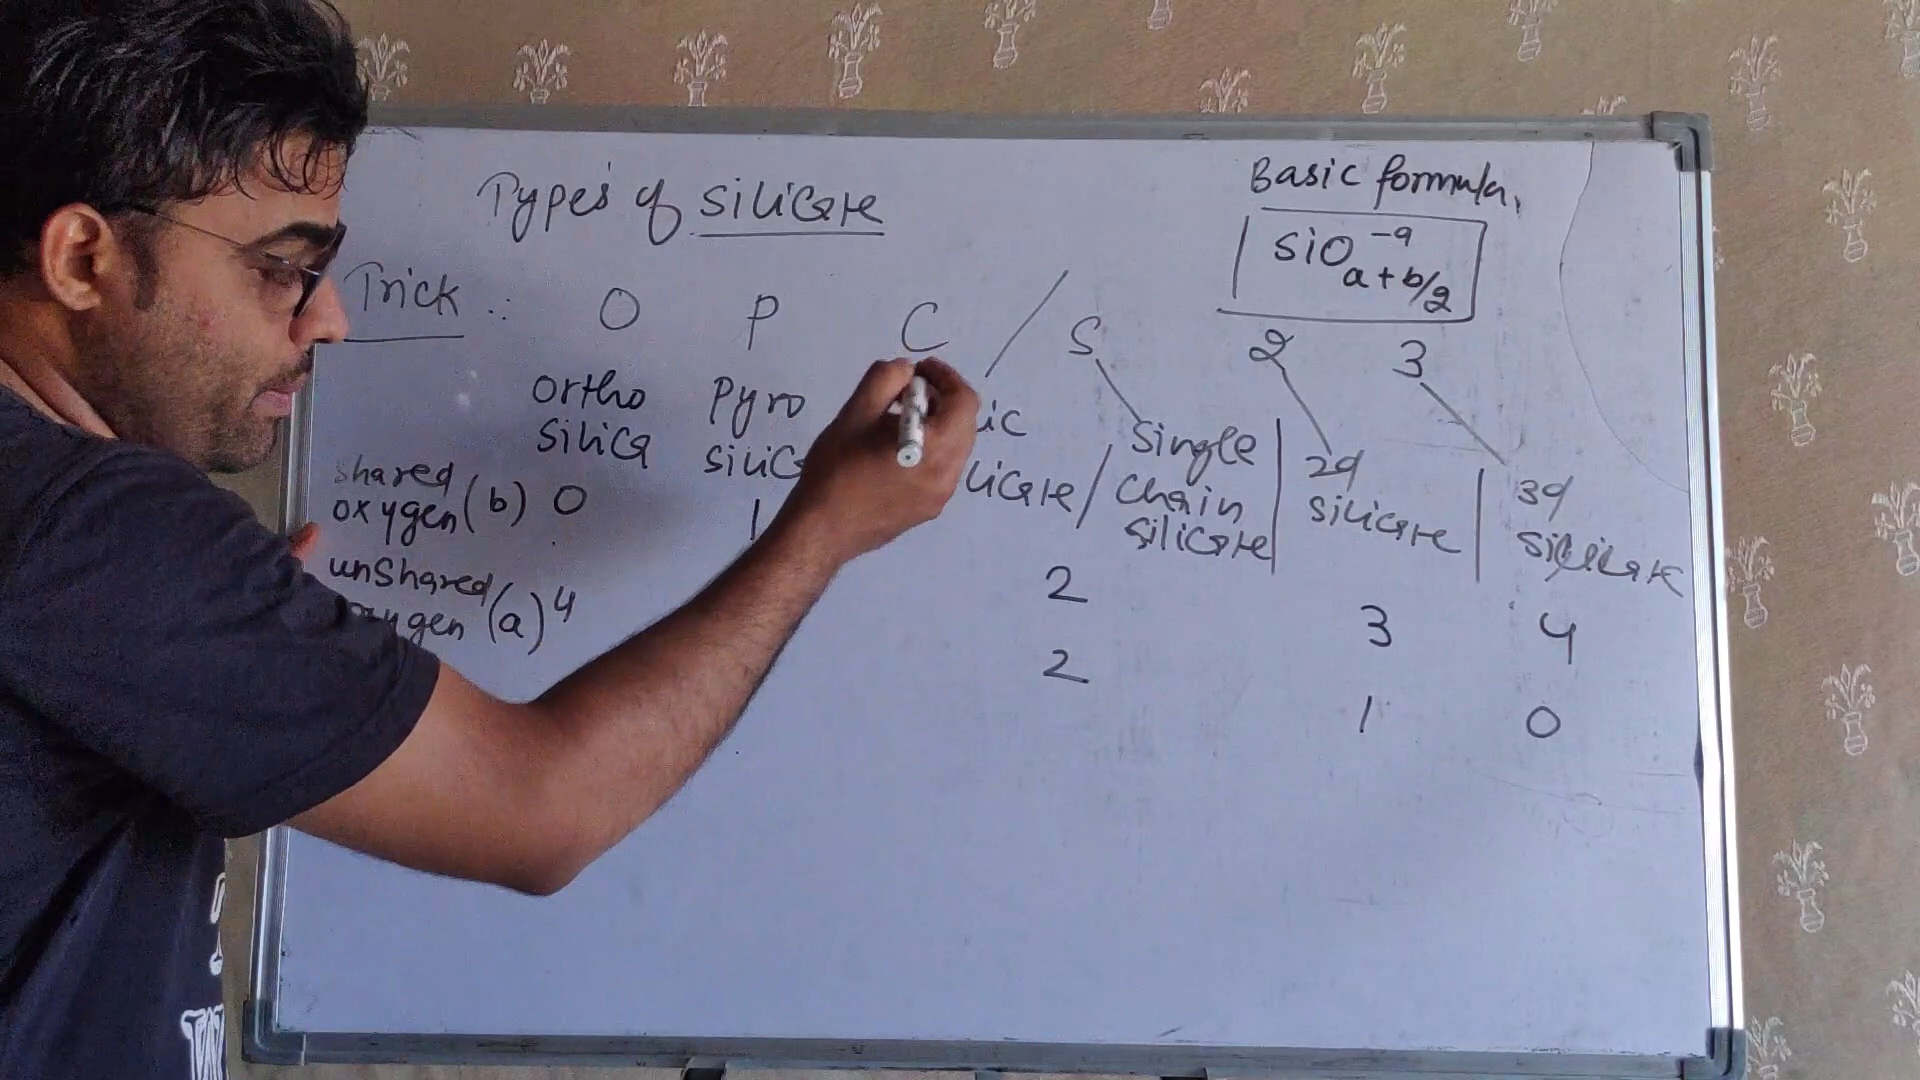 Types of silicate
Basic formula,
SiO a+b/2 -a
Trick :
O P C / S 2 3
ortho
silica
pyro
silica
ic
licate
single
chain
silicate
2d
silicate
3d
silicate
shared
oxygen (b) 0 1 2 3 4
unshared
oxygen (a) 4 2 1 0